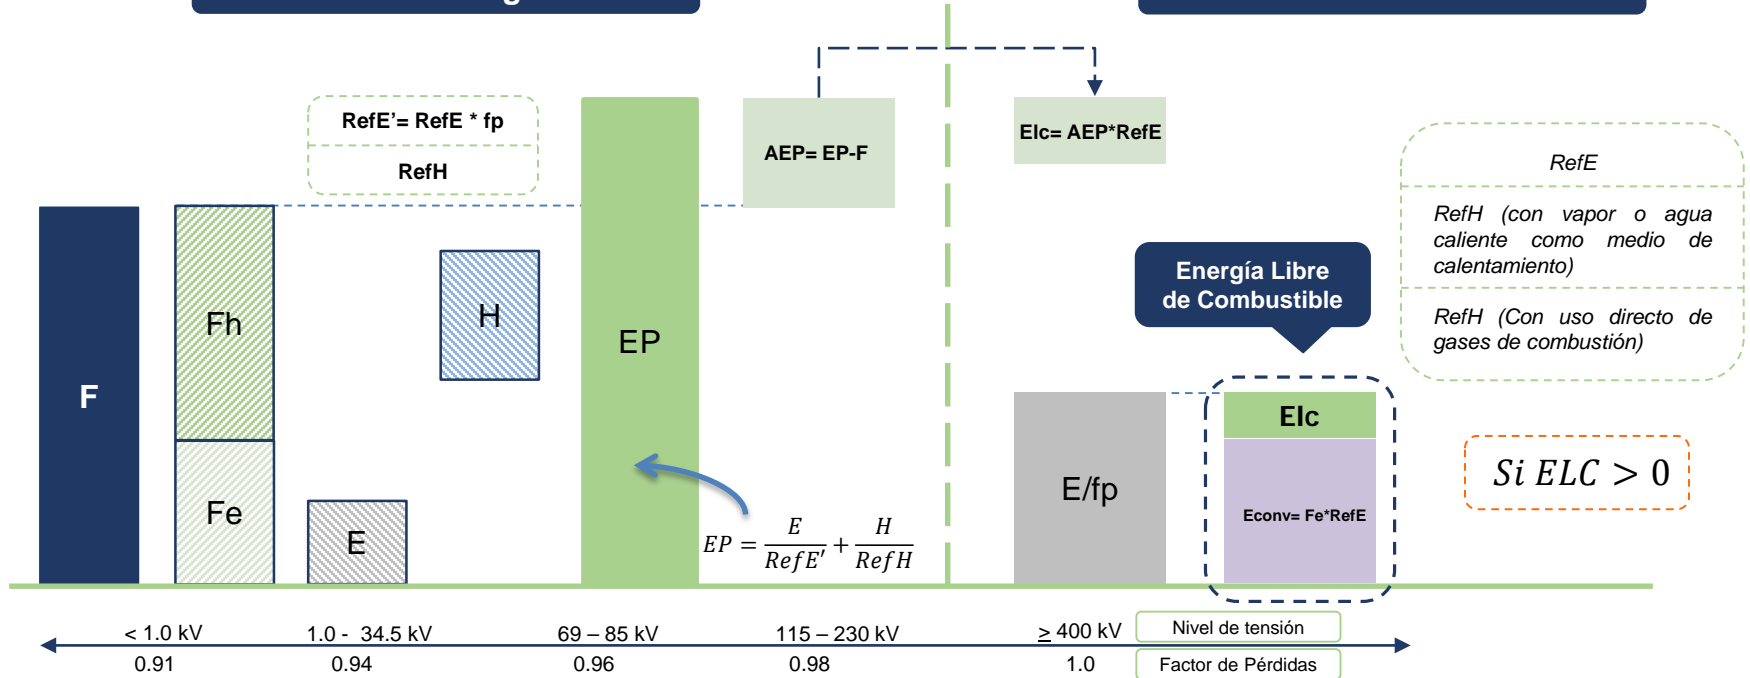 RefE'= RefE * fp
RefH
F
Fh
Fe
E
H
EP
AEP= EP-F
EP = E/RefE' + H/RefH
Elc= AEP*RefE
Energía Libre
de Combustible
E/fp
Elc
Econv= Fe*RefE
RefE
RefH (con vapor o agua
caliente como medio de
calentamiento)
RefH (Con uso directo de
gases de combustión)
Si ELC > 0
< 1.0 kV 1.0 - 34.5 kV 69 – 85 kV 115 – 230 kV ≥ 400 kV Nivel de tensión
0.91 0.94 0.96 0.98 1.0 Factor de Pérdidas